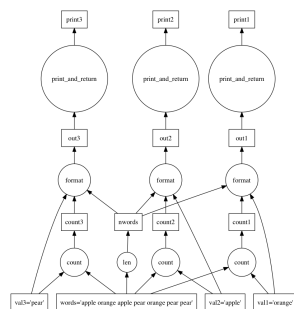 print3 print2 print1
print_and_return print_and_return print_and_return
out3 out2 out1
format format format
count3 nwords count2 count1
count len count count
val3='pear' words='apple orange apple pear orange pear pear' val2='apple' val1='orange'